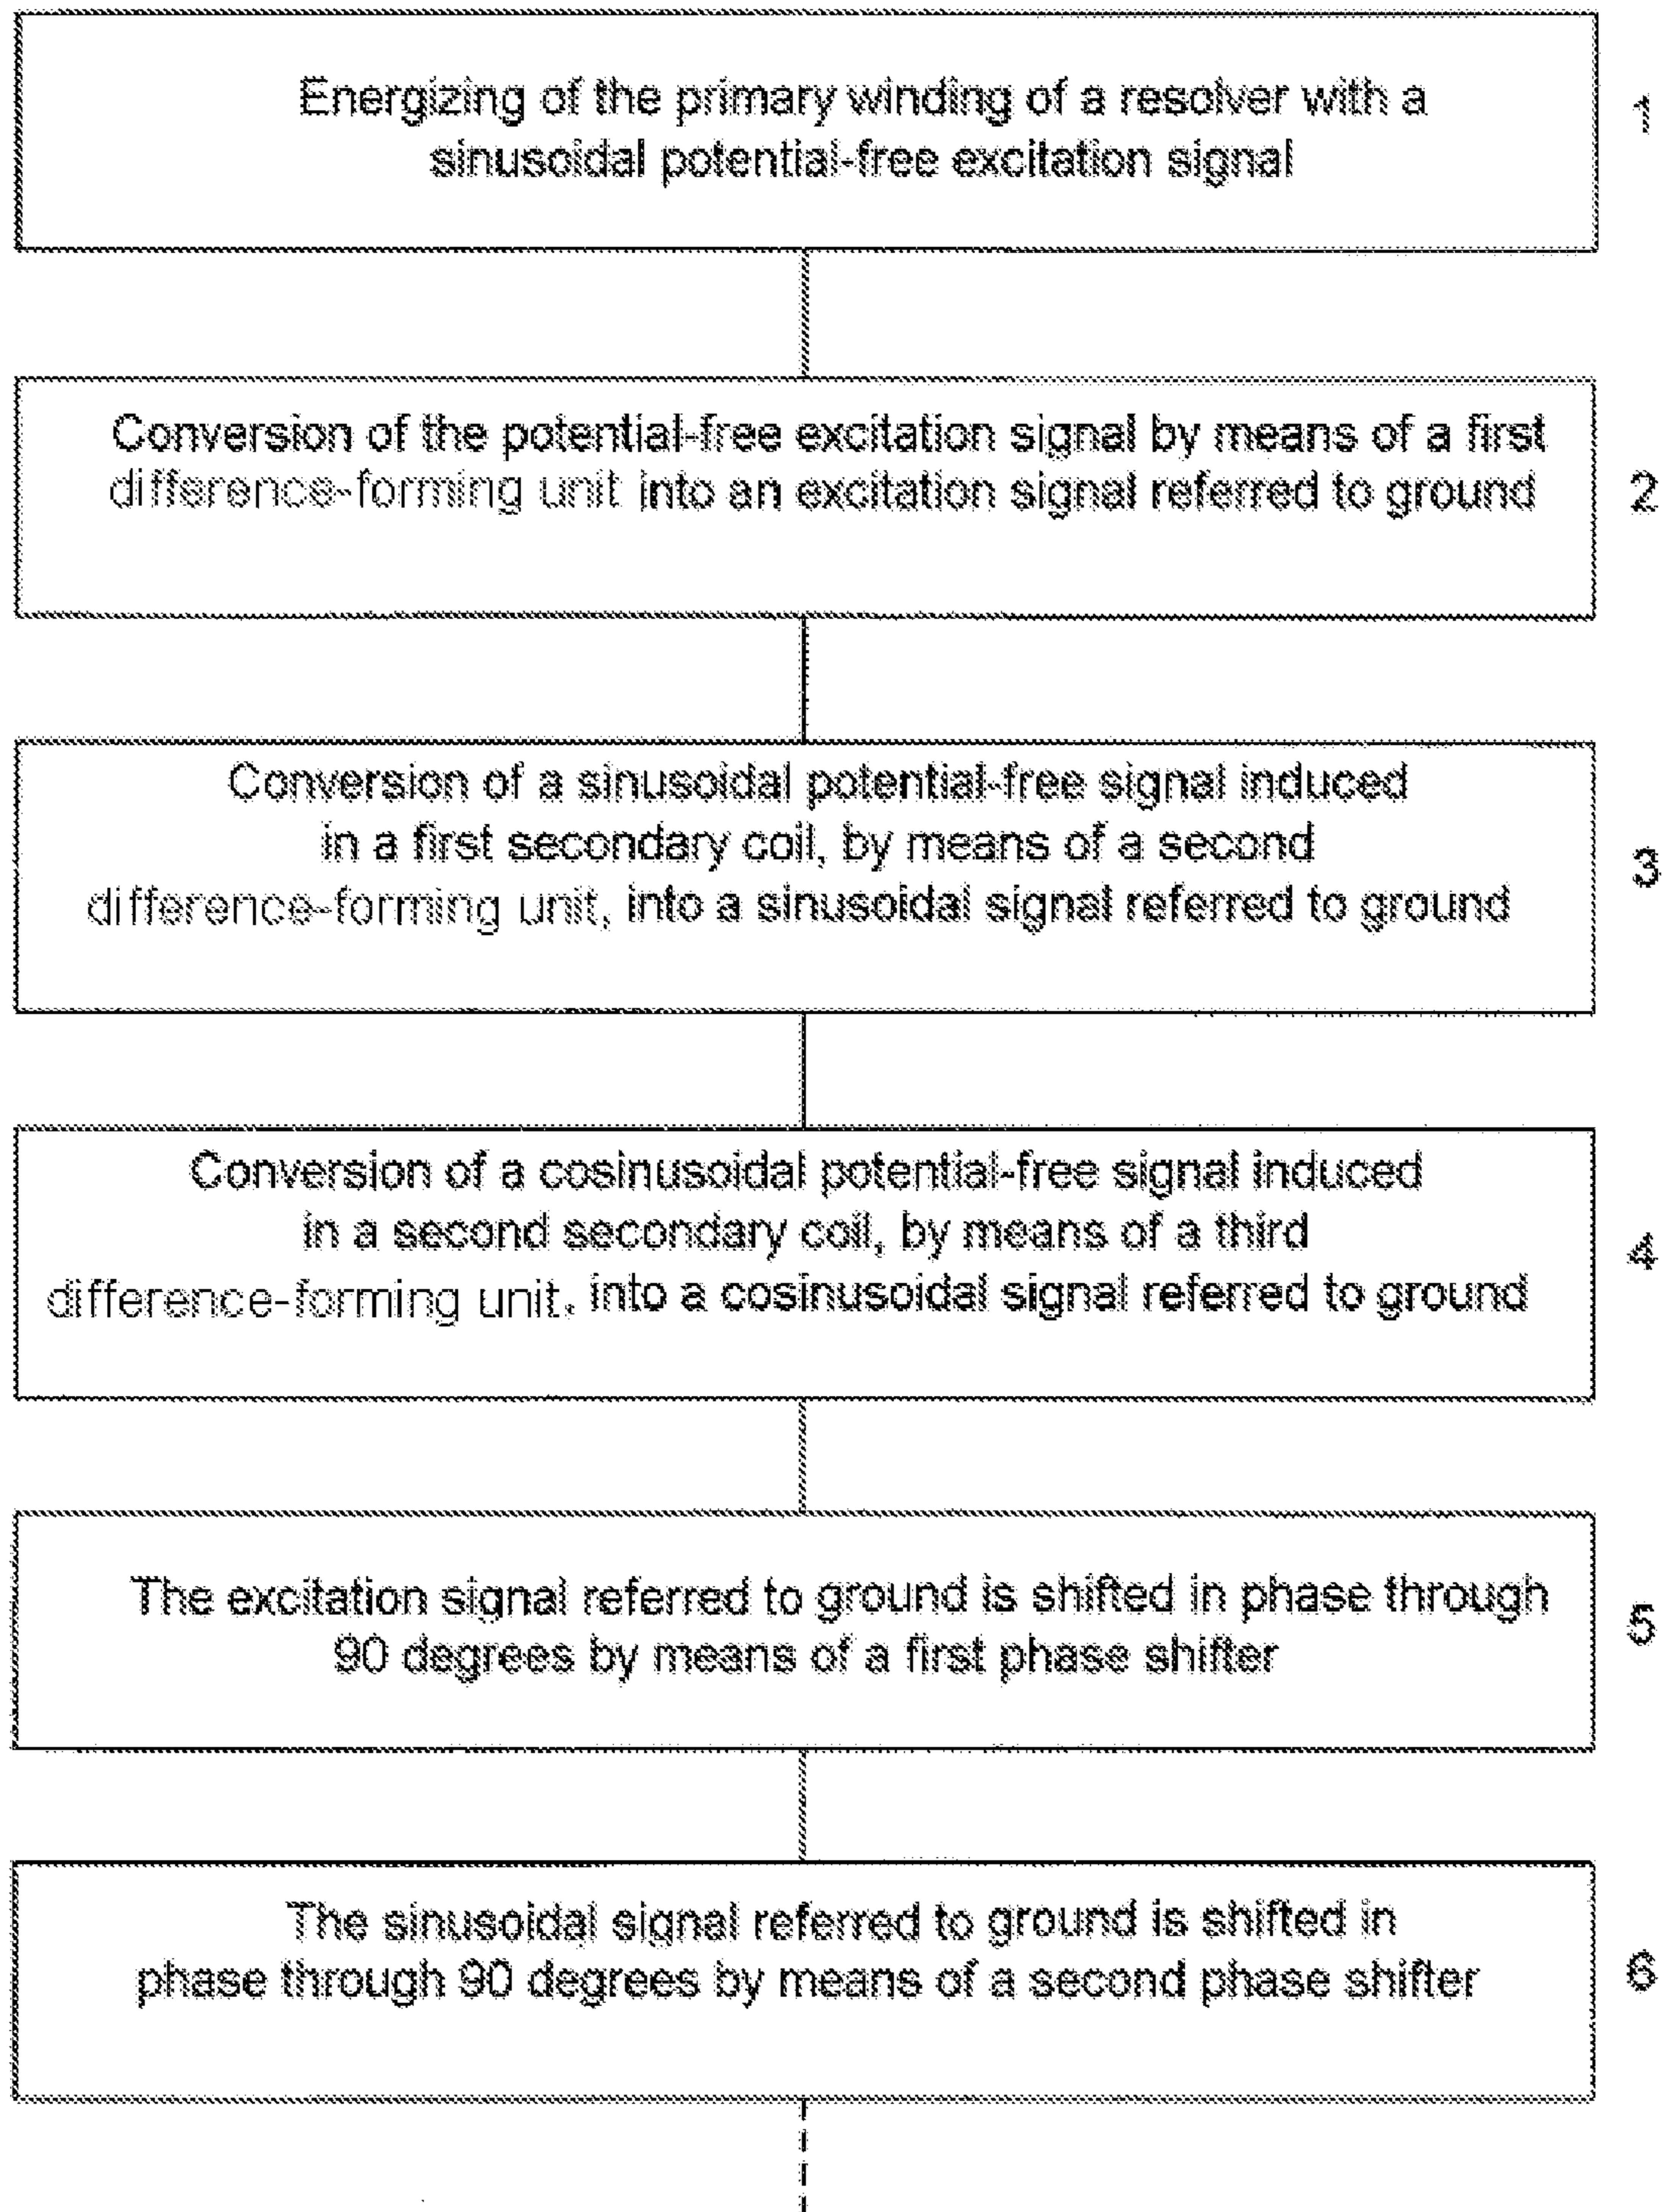 Energizing of the primary winding of a resolver with a
sinusoidal potential-free excitation signal
1
Conversion of the potential-free excitation signal by means of a first
difference-forming unit into an excitation signal referred to ground
2
Conversion of a sinusoidal potential-free signal induced
in a first secondary coil, by means of a second
difference-forming unit, into a sinusoidal signal referred to ground
3
Conversion of a cosinusoidal potential-free signal induced
in a second secondary coil, by means of a third
difference-forming unit, into a cosinusoidal signal referred to ground
4
The excitation signal referred to ground is shifted in phase through
90 degrees by means of a first phase shifter
5
The sinusoidal signal referred to ground is shifted in
phase through 90 degrees by means of a second phase shifter
6